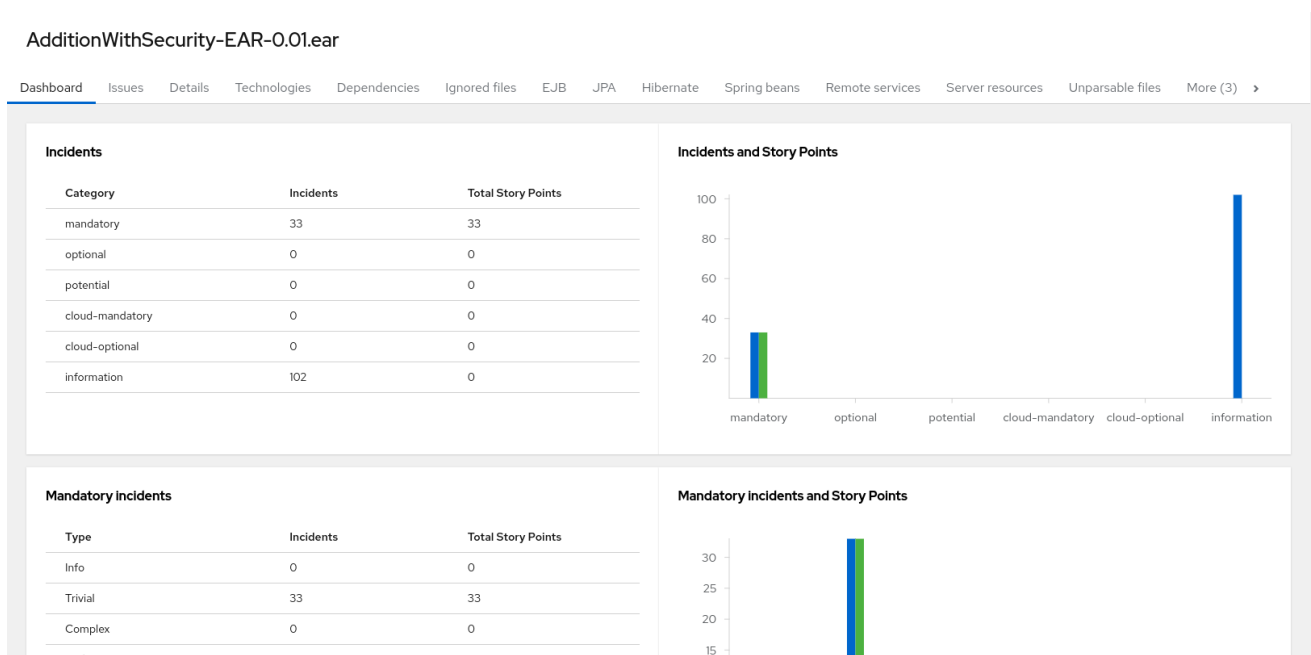 AdditionWithSecurity-EAR-0.01.ear
Dashboard Issues Details Technologies Dependencies Ignored files EJB JPA Hibernate Spring beans Remote services Server resources Unparsable files More (3)
Incidents
Category Incidents Total Story Points
mandatory 33 33
optional 0 0
potential 0 0
cloud-mandatory 0 0
cloud-optional 0 0
information 102 0
Incidents and Story Points
100
80
60
40
20
mandatory optional potential cloud-mandatory cloud-optional information
Mandatory incidents
Type Incidents Total Story Points
Info 0 0
Trivial 33 33
Complex 0 0
Mandatory incidents and Story Points
30
25
20
15